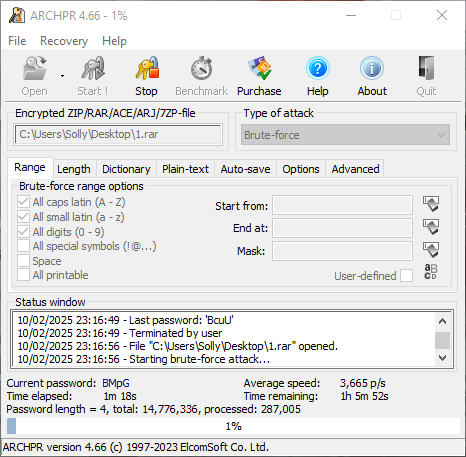 ARCHPR 4.66 - 1%
File Recovery Help
Open Start ! Stop Benchmark Purchase Help About Quit
Encrypted ZIP/RAR/ACE/ARJ/7ZP-file Type of attack
C:\Users\Solly\Desktop\1.rar Brute-force
Range Length Dictionary Plain-text Auto-save Options Advanced
Brute-force range options
All caps latin (A - Z) Start from:
All small latin (a - z)
All digits (0 - 9) End at:
All special symbols (!@...) Mask:
Space
All printable User-defined aBCD
Status window
10/02/2025 23:16:49 - Last password: 'BcuU'
10/02/2025 23:16:49 - Terminated by user
10/02/2025 23:16:56 - File "C:\Users\Solly\Desktop\1.rar" opened.
10/02/2025 23:16:56 - Starting brute-force attack...
Current password: BMpG Average speed: 3,665 p/s
Time elapsed: 1m 18s Time remaining: 1h 5m 52s
Password length = 4, total: 14,776,336, processed: 287,005
1%
ARCHPR version 4.66 (c) 1997-2023 ElcomSoft Co. Ltd.